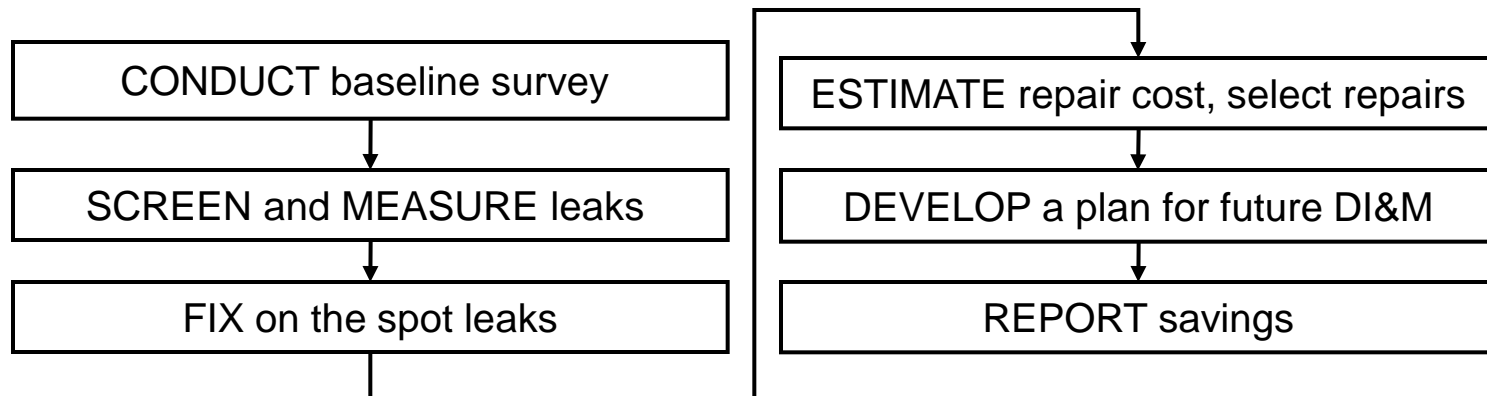 CONDUCT baseline survey
SCREEN and MEASURE leaks
FIX on the spot leaks
ESTIMATE repair cost, select repairs
DEVELOP a plan for future DI&M
REPORT savings